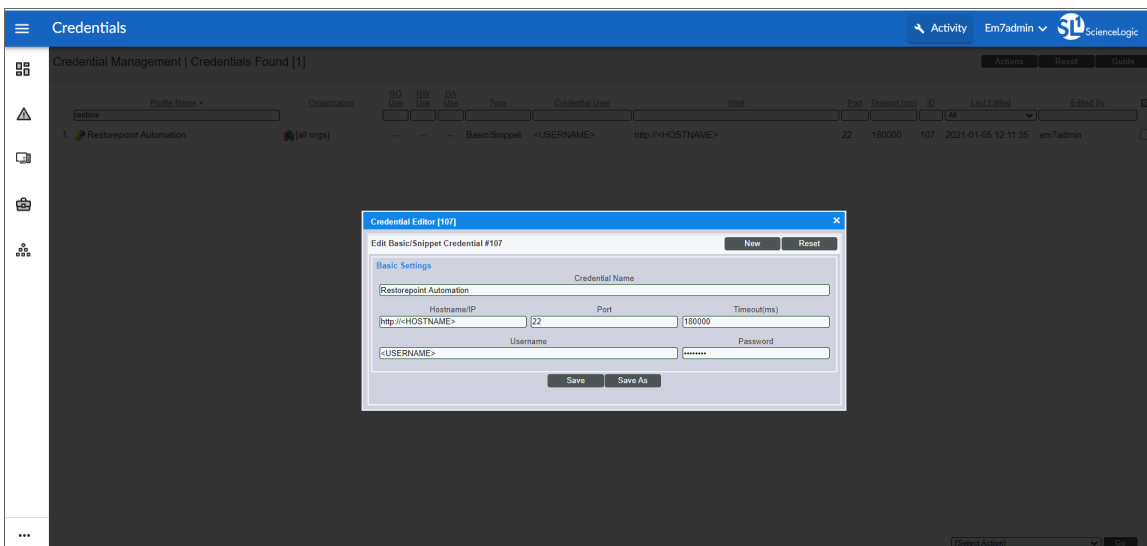 Credentials
Activity
Em7admin
SL1 ScienceLogic
Credential Management | Credentials Found [1]
Actions Reset Guide
Profile Name Organization RO Use RW Use DA Use Type Credential User Host Port Timeout (ms) ID Last Edited Edited By
restore All
1. Restorepoint Automation [all orgs] -- -- -- Basic/Snippet <USERNAME> http://<HOSTNAME> 22 180000 107 2021-01-05 12:11:35 em7admin
Credential Editor [107]
Edit Basic/Snippet Credential #107 New Reset
Basic Settings
Credential Name
Restorepoint Automation
Hostname/IP Port Timeout(ms)
http://<HOSTNAME> 22 180000
Username Password
<USERNAME> ••••••••
Save Save As
[Select Action] Go